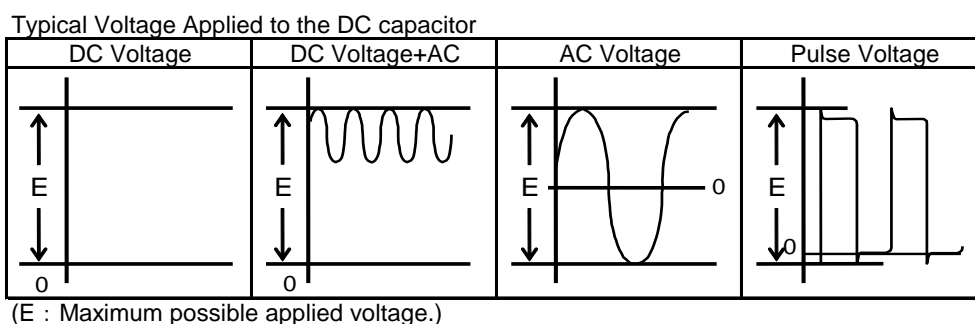 Typical Voltage Applied to the DC capacitor
DC Voltage DC Voltage+AC AC Voltage Pulse Voltage
E E E E
0 0 0 0
(E：Maximum possible applied voltage.)